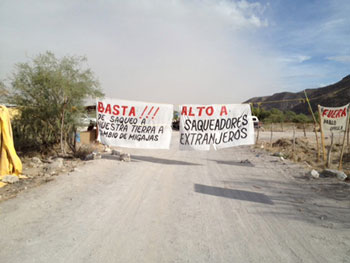 BASTA!!!
DE SAQUEO A
NUESTRA TIERRA A
CAMBIO DE MIGAJAS
ALTO A
SAQUEADORES
EXTRANJEROS
FUERA